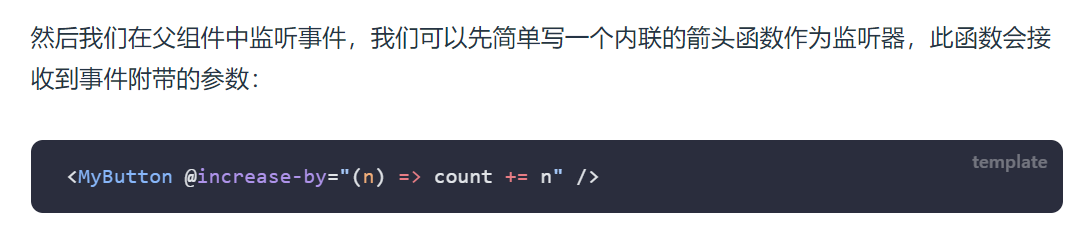 然后我们在父组件中监听事件，我们可以先简单写一个内联的箭头函数作为监听器，此函数会接
收到事件附带的参数：
template
<MyButton @increase-by="(n) => count += n" />